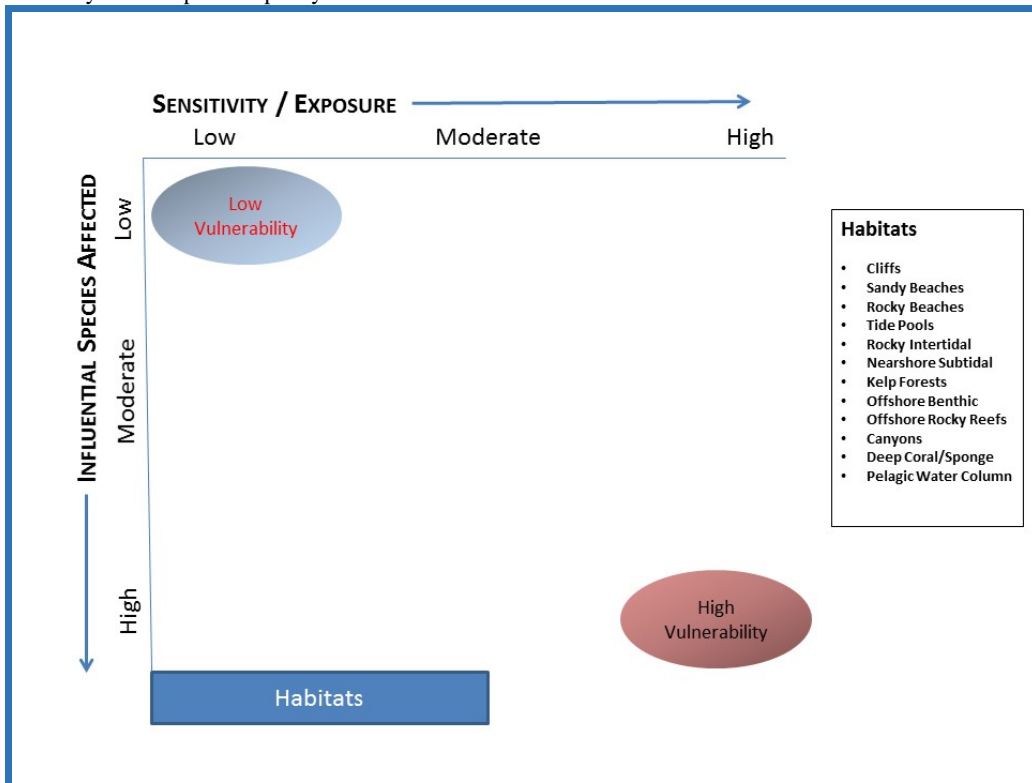 SENSITIVITY / EXPOSURE
Low Moderate High
INFLUENTIAL SPECIES AFFECTED
Low
Moderate
High
Low
Vulnerability
High
Vulnerability
Habitats
Habitats
• Cliffs
• Sandy Beaches
• Rocky Beaches
• Tide Pools
• Rocky Intertidal
• Nearshore Subtidal
• Kelp Forests
• Offshore Benthic
• Offshore Rocky Reefs
• Canyons
• Deep Coral/Sponge
• Pelagic Water Column